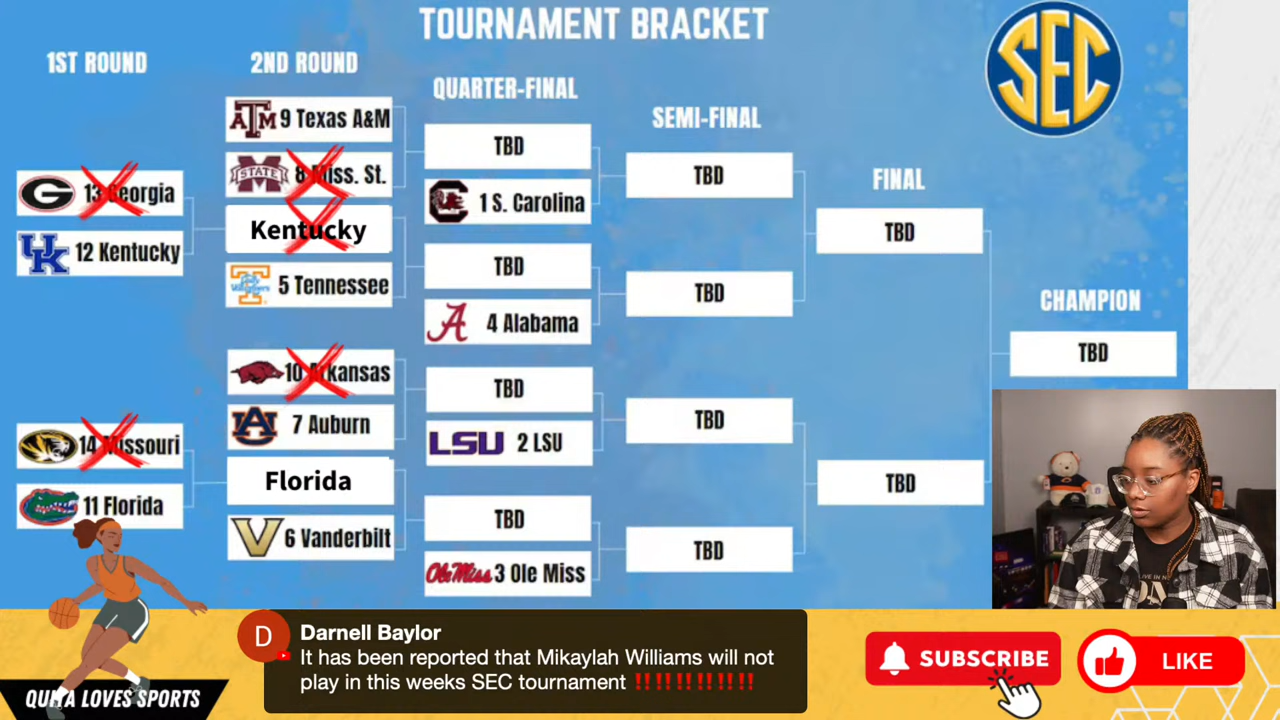 TOURNAMENT BRACKET
SEC
1ST ROUND
2ND ROUND
QUARTER-FINAL
SEMI-FINAL
FINAL
CHAMPION
13 Georgia
UK 12 Kentucky
14 Missouri
11 Florida
ATM 9 Texas A&M
STATE 8 Miss. St.
Kentucky
5 Tennessee
10 Arkansas
AU 7 Auburn
Florida
V 6 Vanderbilt
TBD
1 S. Carolina
TBD
A 4 Alabama
TBD
LSU 2 LSU
TBD
Ole Miss 3 Ole Miss
TBD
TBD
TBD
TBD
TBD
TBD
TBD
D
Darnell Baylor
It has been reported that Mikaylah Williams will not
play in this weeks SEC tournament ‼‼‼‼‼‼‼
SUBSCRIBE
LIKE
QUITA LOVES SPORTS